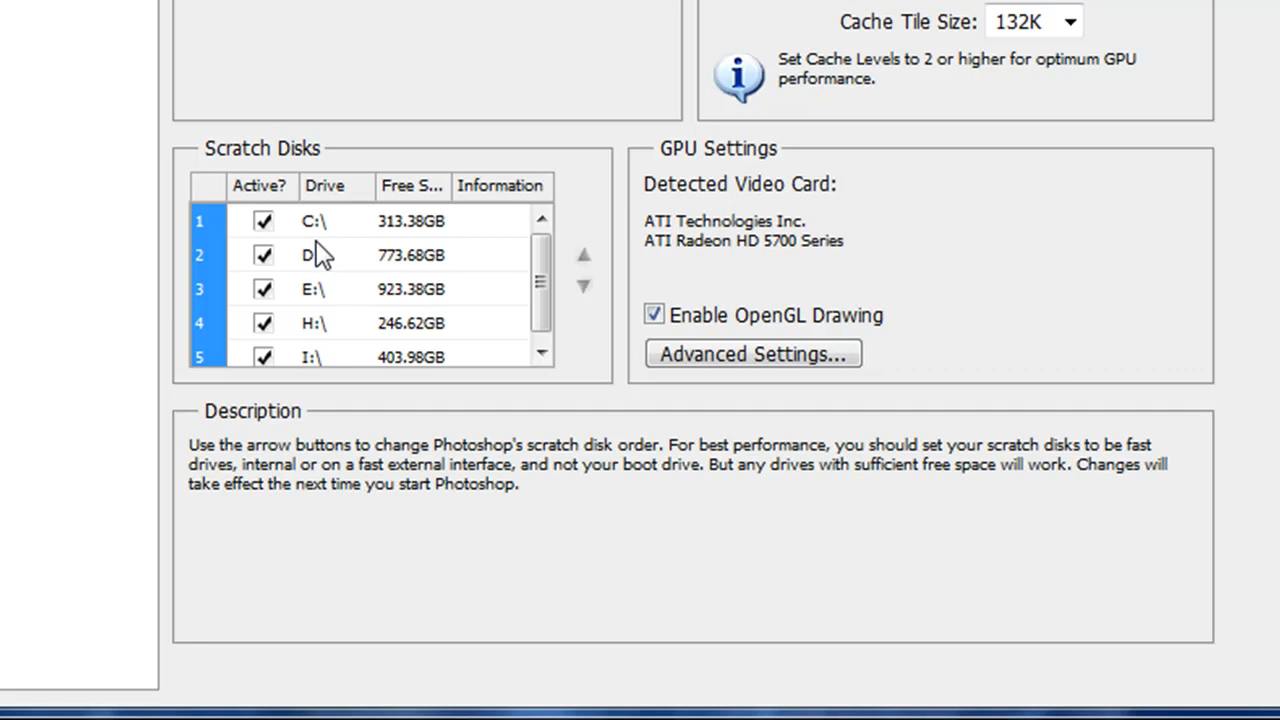 Cache Tile Size: 132K
Set Cache Levels to 2 or higher for optimum GPU
performance.
Scratch Disks
Active? Drive Free S... Information
1 C:\ 313.38GB
2 D 773.68GB
3 E:\ 923.38GB
4 H:\ 246.62GB
5 I:\ 403.98GB
GPU Settings
Detected Video Card:
ATI Technologies Inc.
ATI Radeon HD 5700 Series
Enable OpenGL Drawing
Advanced Settings...
Description
Use the arrow buttons to change Photoshop's scratch disk order. For best performance, you should set your scratch disks to be fast
drives, internal or on a fast external interface, and not your boot drive. But any drives with sufficient free space will work. Changes will
take effect the next time you start Photoshop.